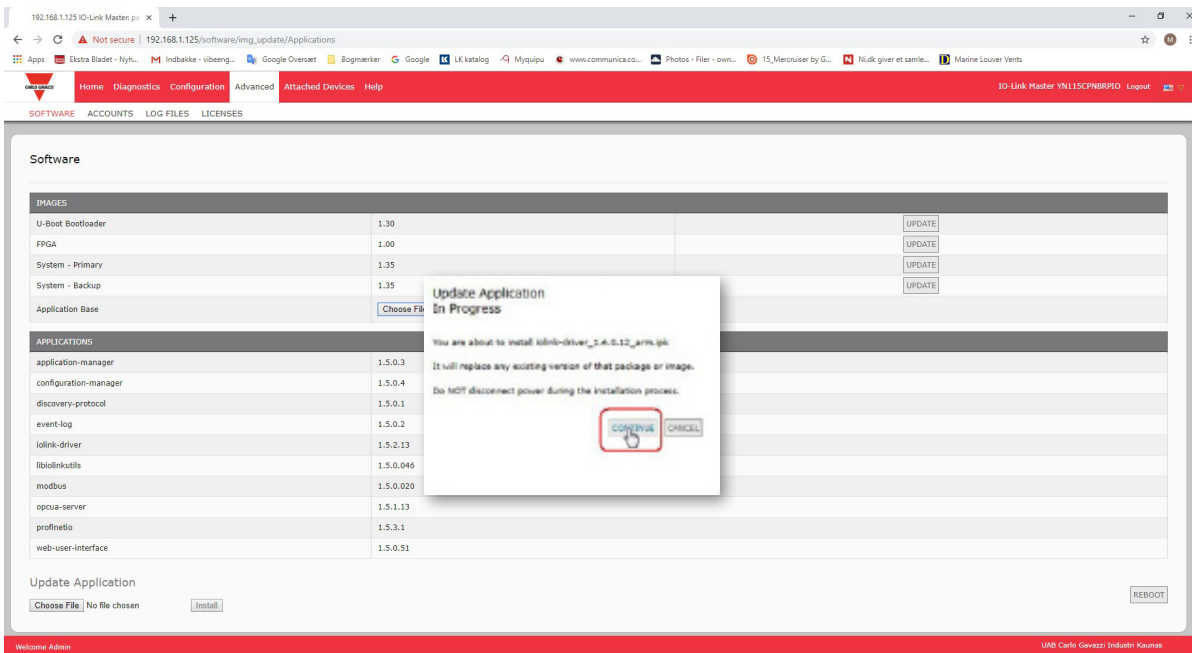 192.168.1.125 IO-Link Master: pa
Not secure | 192.168.1.125/software/img_update/Applications
Apps Ekstra Bladet - Nyh... Indbakke - vibeeng... Google Oversæt Bogmærker Google LK katalog Myquipu www.communica.co... Photos - Filer - own... 15_Mercruiser by G... Ni.dk giver et samle... Marine Louver Vents
CARLO GAVAZZI Home Diagnostics Configuration Advanced Attached Devices Help IO-Link Master YN115CPN8RPIO Logout
SOFTWARE ACCOUNTS LOG FILES LICENSES
Software
IMAGES
U-Boot Bootloader 1.30 UPDATE
FPGA 1.00 UPDATE
System - Primary 1.35 UPDATE
System - Backup 1.35 UPDATE
Application Base Choose Fil
APPLICATIONS
application-manager 1.5.0.3
configuration-manager 1.5.0.4
discovery-protocol 1.5.0.1
event-log 1.5.0.2
iolink-driver 1.5.2.13
libiolinkutils 1.5.0.046
modbus 1.5.0.020
opcua-server 1.5.1.13
profinetio 1.5.3.1
web-user-interface 1.5.0.51
Update Application
In Progress
You are about to install iolink-driver_1.4.0.12_arm.ipk
It will replace any existing version of that package or image.
Do NOT disconnect power during the installation process.
CONTINUE CANCEL
Update Application
Choose File No file chosen Install
REBOOT
Welcome Admin UAB Carlo Gavazzi Industri Kaunas